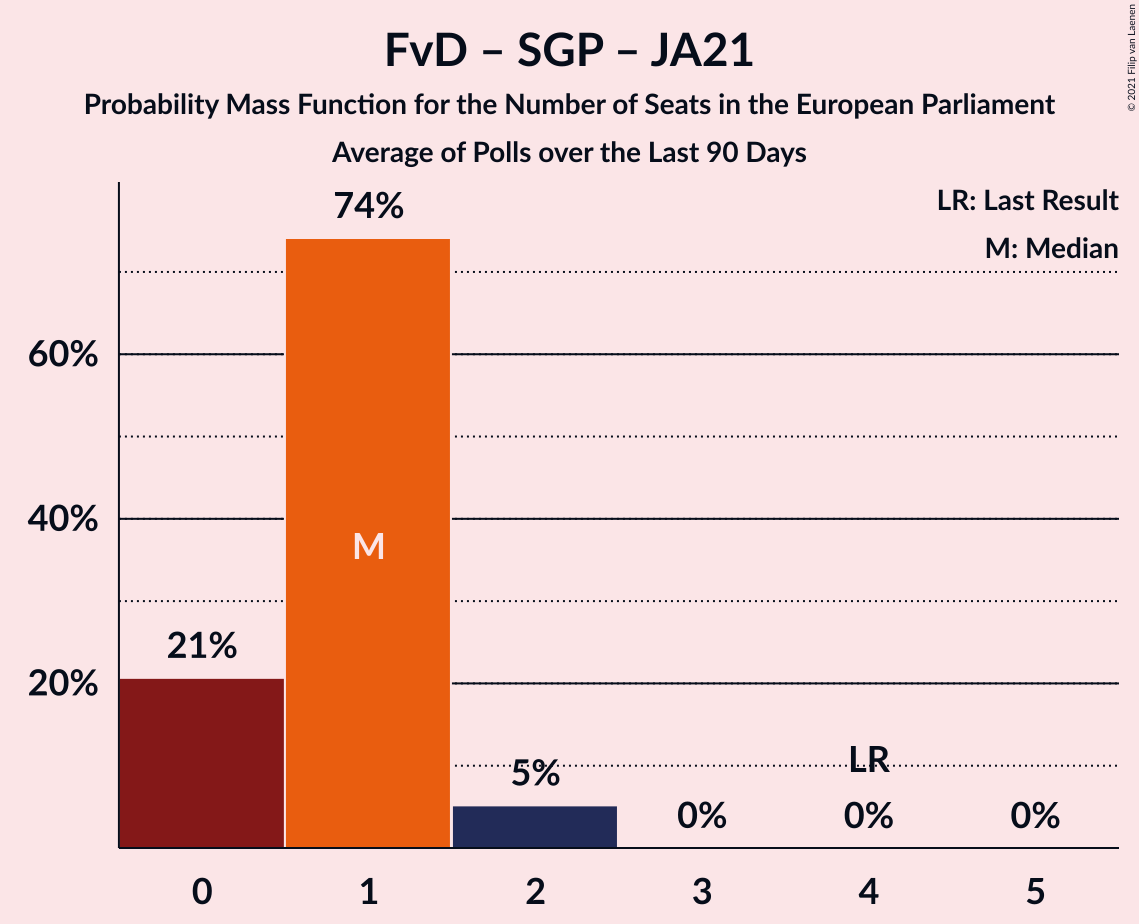 FvD – SGP – JA21
Probability Mass Function for the Number of Seats in the European Parliament
Average of Polls over the Last 90 Days
© 2021 Filip van Laenen
LR: Last Result
M: Median
74%
60%
40%
M
21%
20%
5%
LR
0% 0% 0%
0 1 2 3 4 5